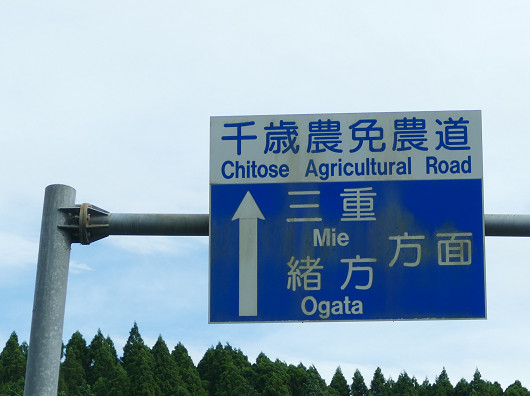 千歳農免農道
Chitose Agricultural Road
三重
Mie
緒方
Ogata
方面